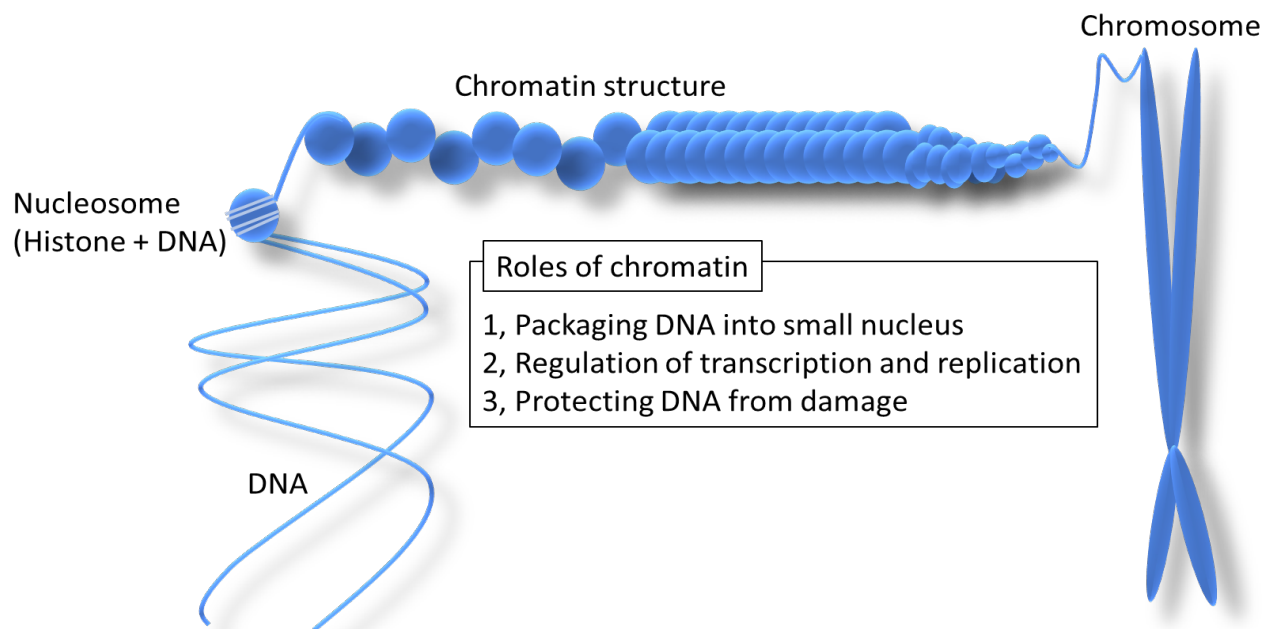 Chromosome
Chromatin structure
Nucleosome
(Histone + DNA)
Roles of chromatin
1, Packaging DNA into small nucleus
2, Regulation of transcription and replication
3, Protecting DNA from damage
DNA